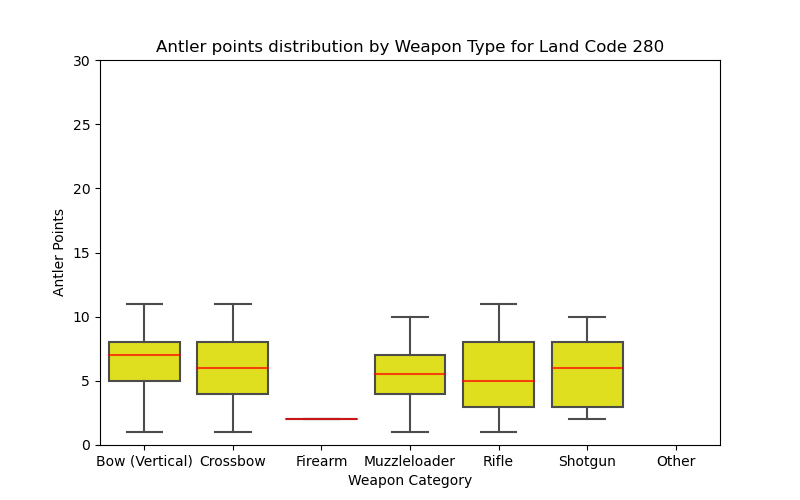 Antler points distribution by Weapon Type for Land Code 280
30
25
20
15
10
5
0
Antler Points
Bow (Vertical) Crossbow Firearm Muzzleloader Rifle Shotgun Other
Weapon Category